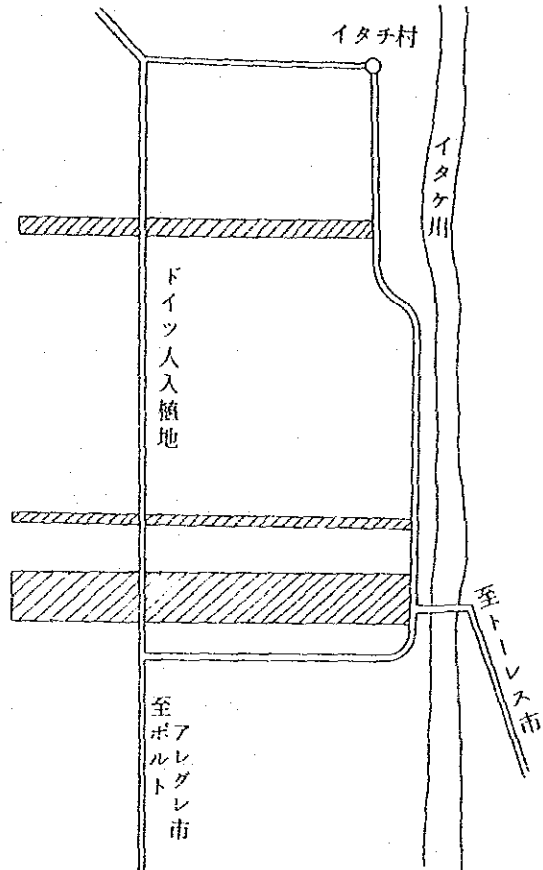 イタチ村
イタケ川
ドイツ人入植地
至トーレス市
至ポルト
アレグレ市